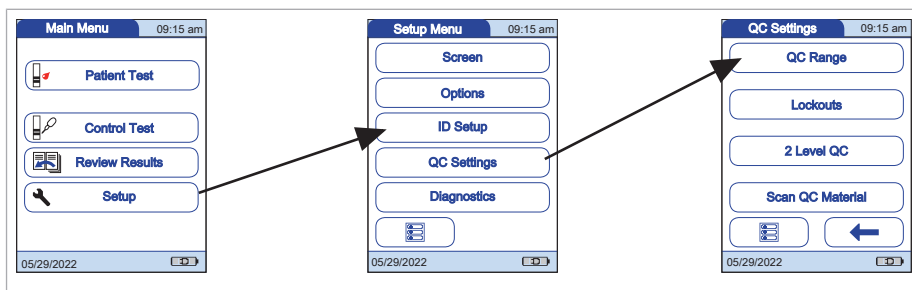 Main Menu 09:15 am
Patient Test
Control Test
Review Results
Setup
05/29/2022
Setup Menu 09:15 am
Screen
Options
ID Setup
QC Settings
Diagnostics
05/29/2022
QC Settings 09:15 am
QC Range
Lockouts
2 Level QC
Scan QC Material
05/29/2022